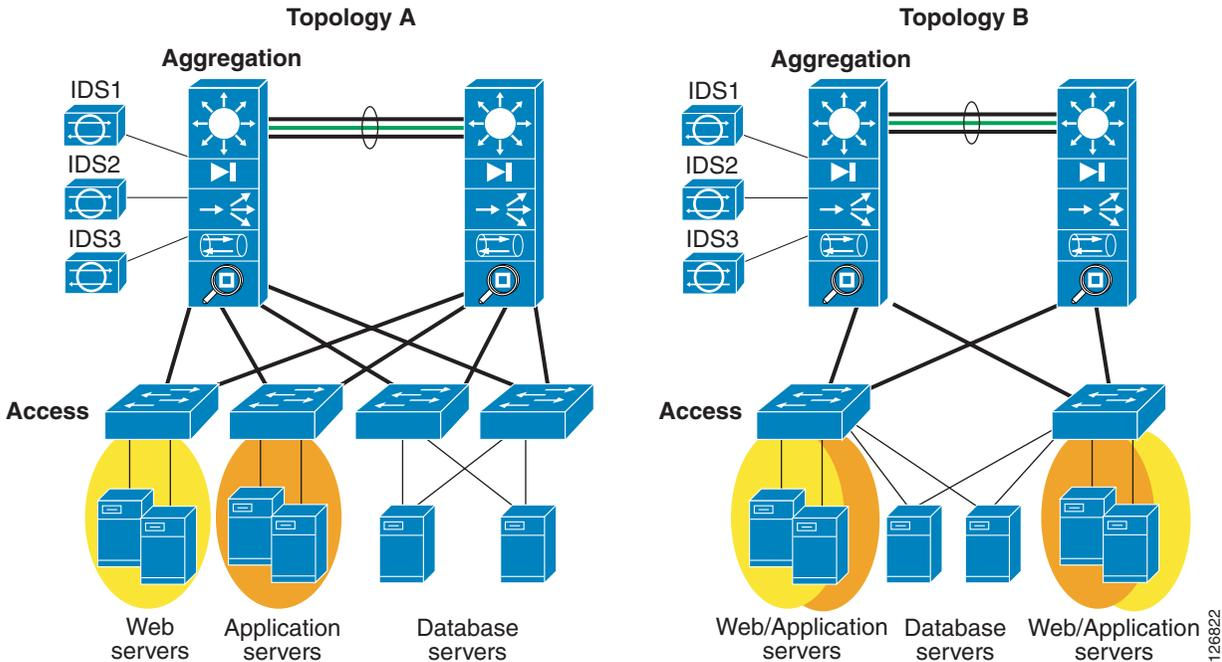 Topology A
Aggregation
IDS1
IDS2
IDS3
Access
Web
servers
Application
servers
Database
servers
Topology B
Aggregation
IDS1
IDS2
IDS3
Access
Web/Application
servers
Database
servers
Web/Application
servers
126822